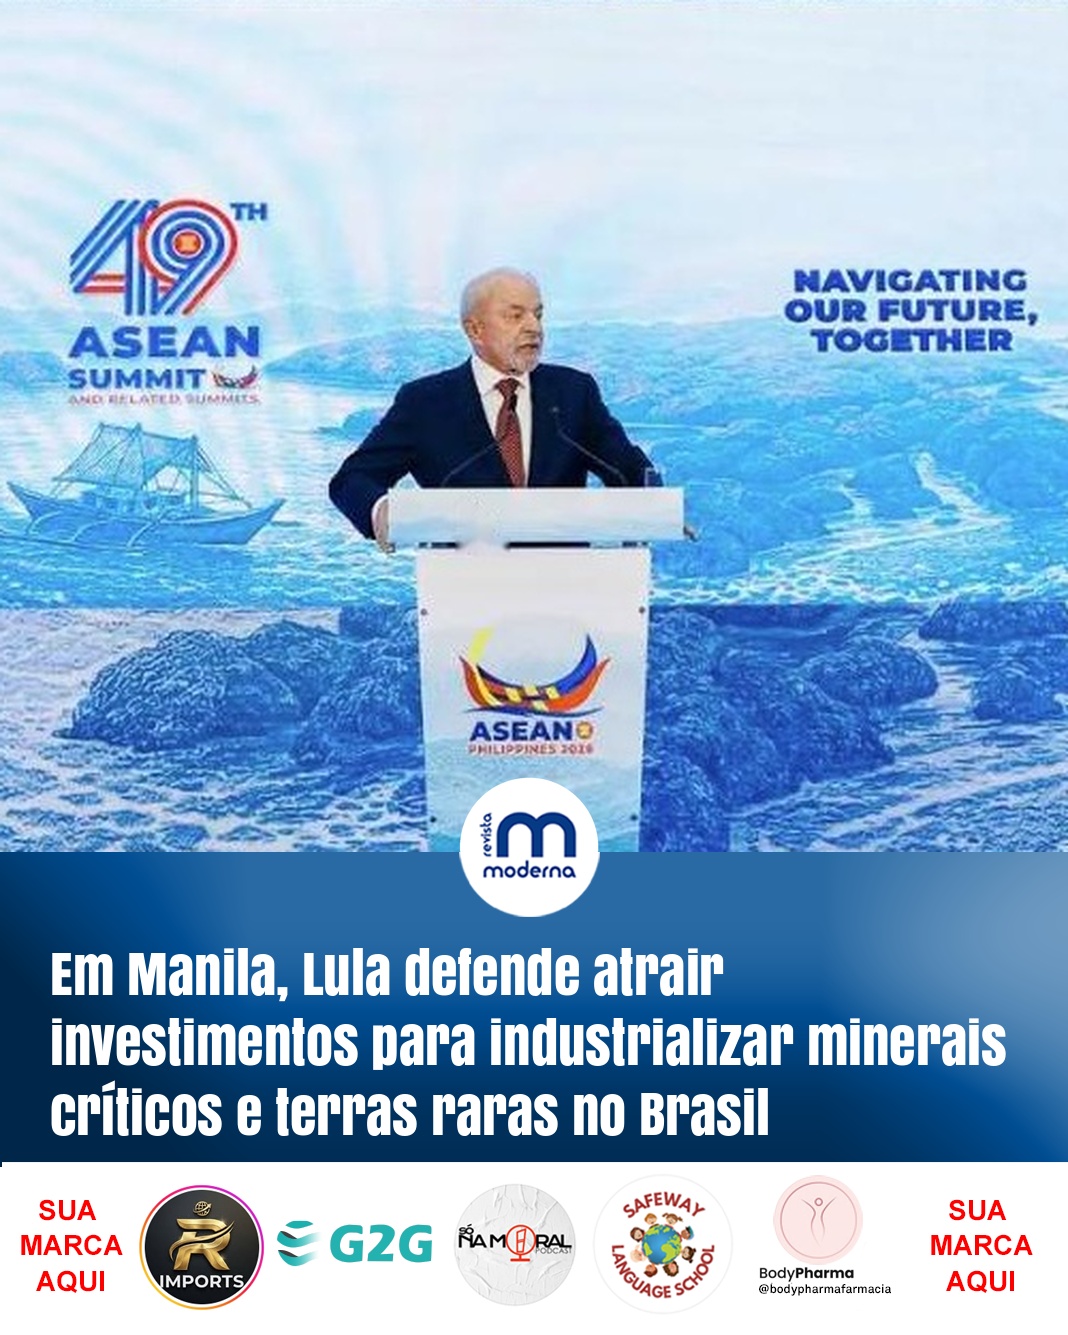 49TH
ASEAN
SUMMIT
AND RELATED SUMMITS
NAVIGATING
OUR FUTURE,
TOGETHER
ASEAN
PHILIPPINES 2026
revista
m
moderna
Em Manila, Lula defende atrair
investimentos para industrializar minerais
críticos e terras raras no Brasil
SUA
MARCA
AQUI
R
IMPORTS
G2G
SÓ
NA MORAL
PODCAST
SAFEWAY
LANGUAGE SCHOOL
BodyPharma
@bodypharmafarmacia
SUA
MARCA
AQUI